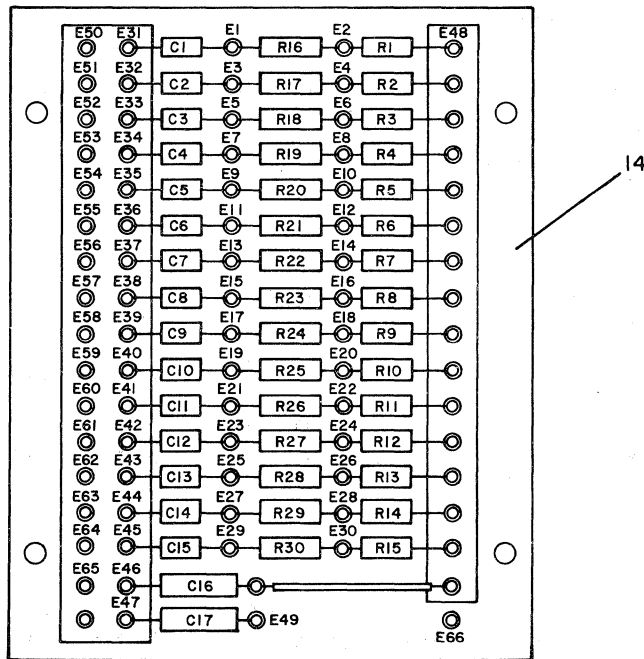 E50 E31 E1 E2 E48
C1 R16 R1
E51 E32 E3 E4
C2 R17 R2
E52 E33 E5 E6
C3 R18 R3
E53 E34 E7 E8
C4 R19 R4
14
E54 E35 E9 E10
C5 R20 R5
E55 E36 E11 E12
C6 R21 R6
E56 E37 E13 E14
C7 R22 R7
E57 E38 E15 E16
C8 R23 R8
E58 E39 E17 E18
C9 R24 R9
E59 E40 E19 E20
C10 R25 R10
E60 E41 E21 E22
C11 R26 R11
E61 E42 E23 E24
C12 R27 R12
E62 E43 E25 E26
C13 R28 R13
E63 E44 E27 E28
C14 R29 R14
E64 E45 E29 E30
C15 R30 R15
E65 E46
C16
E47
C17 E49
E66